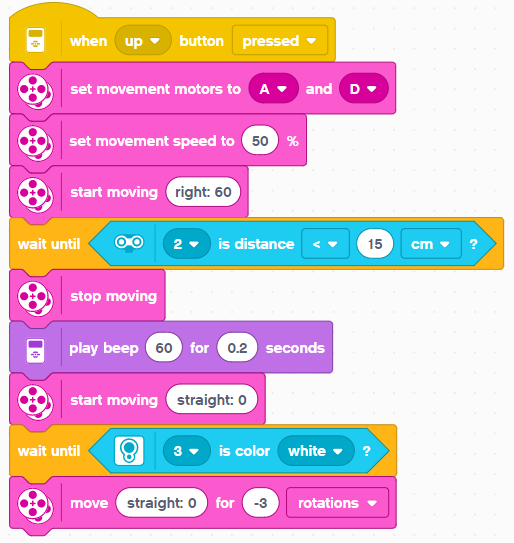 when up button pressed
set movement motors to A and D
set movement speed to 50 %
start moving right: 60
wait until 2 is distance < 15 cm ?
stop moving
play beep 60 for 0.2 seconds
start moving straight: 0
wait until 3 is color white ?
move straight: 0 for -3 rotations